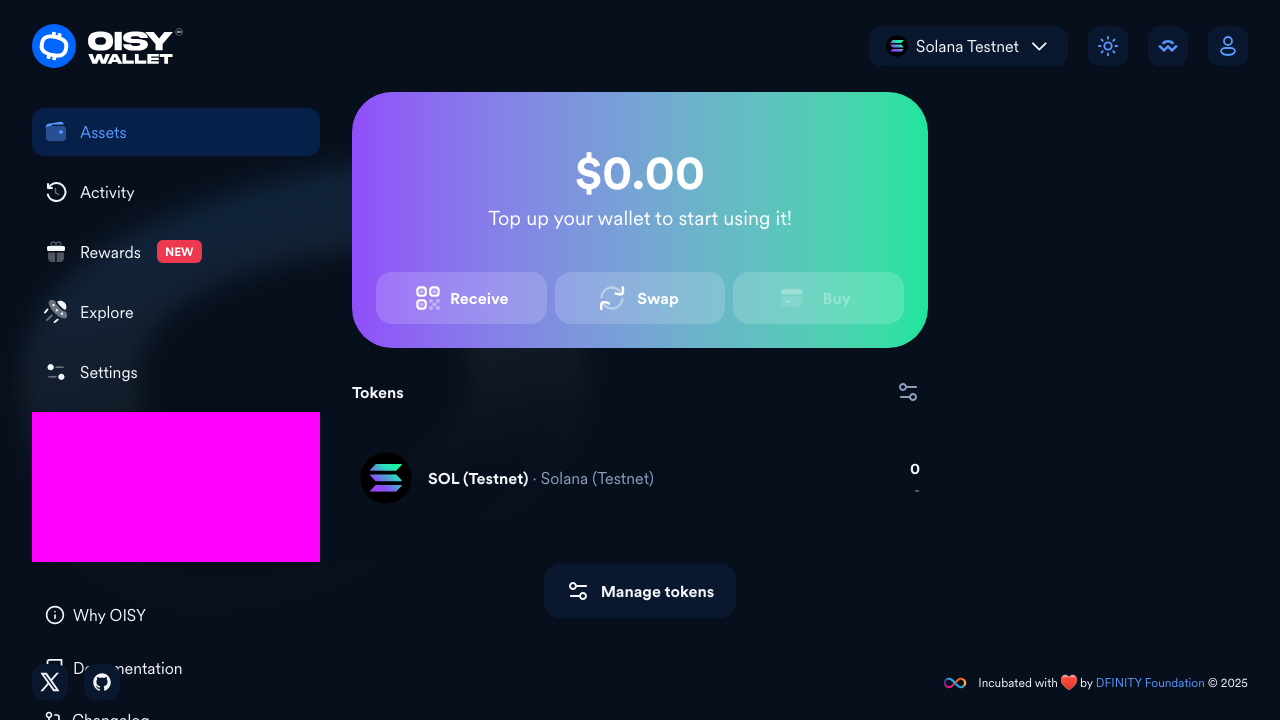 OISY
WALLET
Solana Testnet
Assets
Activity
Rewards NEW
Explore
Settings
$0.00
Top up your wallet to start using it!
Receive
Swap
Buy
Tokens
SOL (Testnet) · Solana (Testnet)
0
-
Manage tokens
Why OISY
Documentation
Changelog
Incubated with ❤️ by DFINITY Foundation © 2025